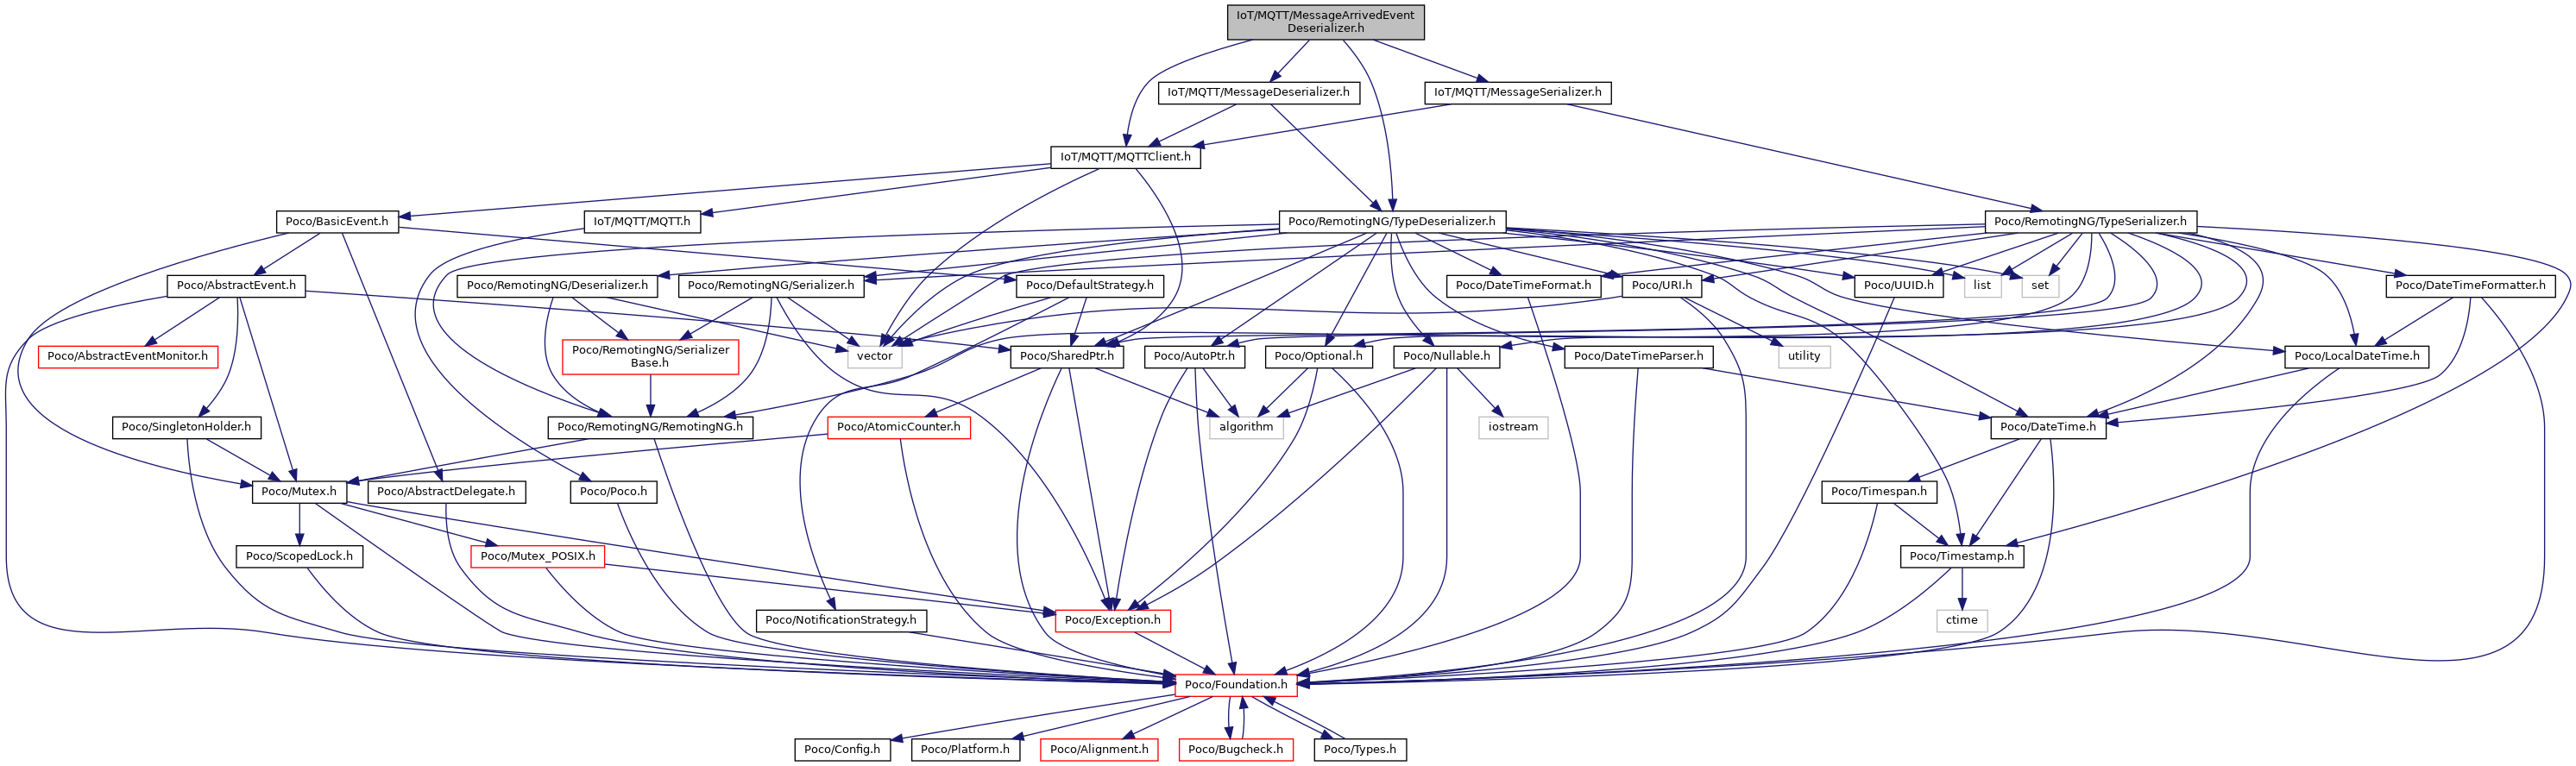 IoT/MQTT/MessageArrivedEvent
Deserializer.h
IoT/MQTT/MessageDeserializer.h
IoT/MQTT/MessageSerializer.h
IoT/MQTT/MQTTClient.h
Poco/BasicEvent.h
IoT/MQTT/MQTT.h
Poco/RemotingNG/TypeDeserializer.h
Poco/RemotingNG/TypeSerializer.h
Poco/AbstractEvent.h
Poco/RemotingNG/Deserializer.h
Poco/RemotingNG/Serializer.h
Poco/DefaultStrategy.h
Poco/DateTimeFormat.h
Poco/URI.h
Poco/UUID.h
list
set
Poco/DateTimeFormatter.h
Poco/AbstractEventMonitor.h
Poco/RemotingNG/Serializer
Base.h
vector
Poco/SharedPtr.h
Poco/AutoPtr.h
Poco/Optional.h
Poco/Nullable.h
Poco/DateTimeParser.h
utility
Poco/LocalDateTime.h
Poco/SingletonHolder.h
Poco/RemotingNG/RemotingNG.h
Poco/AtomicCounter.h
algorithm
iostream
Poco/DateTime.h
Poco/Mutex.h
Poco/AbstractDelegate.h
Poco/Poco.h
Poco/Timespan.h
Poco/ScopedLock.h
Poco/Mutex_POSIX.h
Poco/Timestamp.h
Poco/NotificationStrategy.h
Poco/Exception.h
ctime
Poco/Foundation.h
Poco/Config.h
Poco/Platform.h
Poco/Alignment.h
Poco/Bugcheck.h
Poco/Types.h